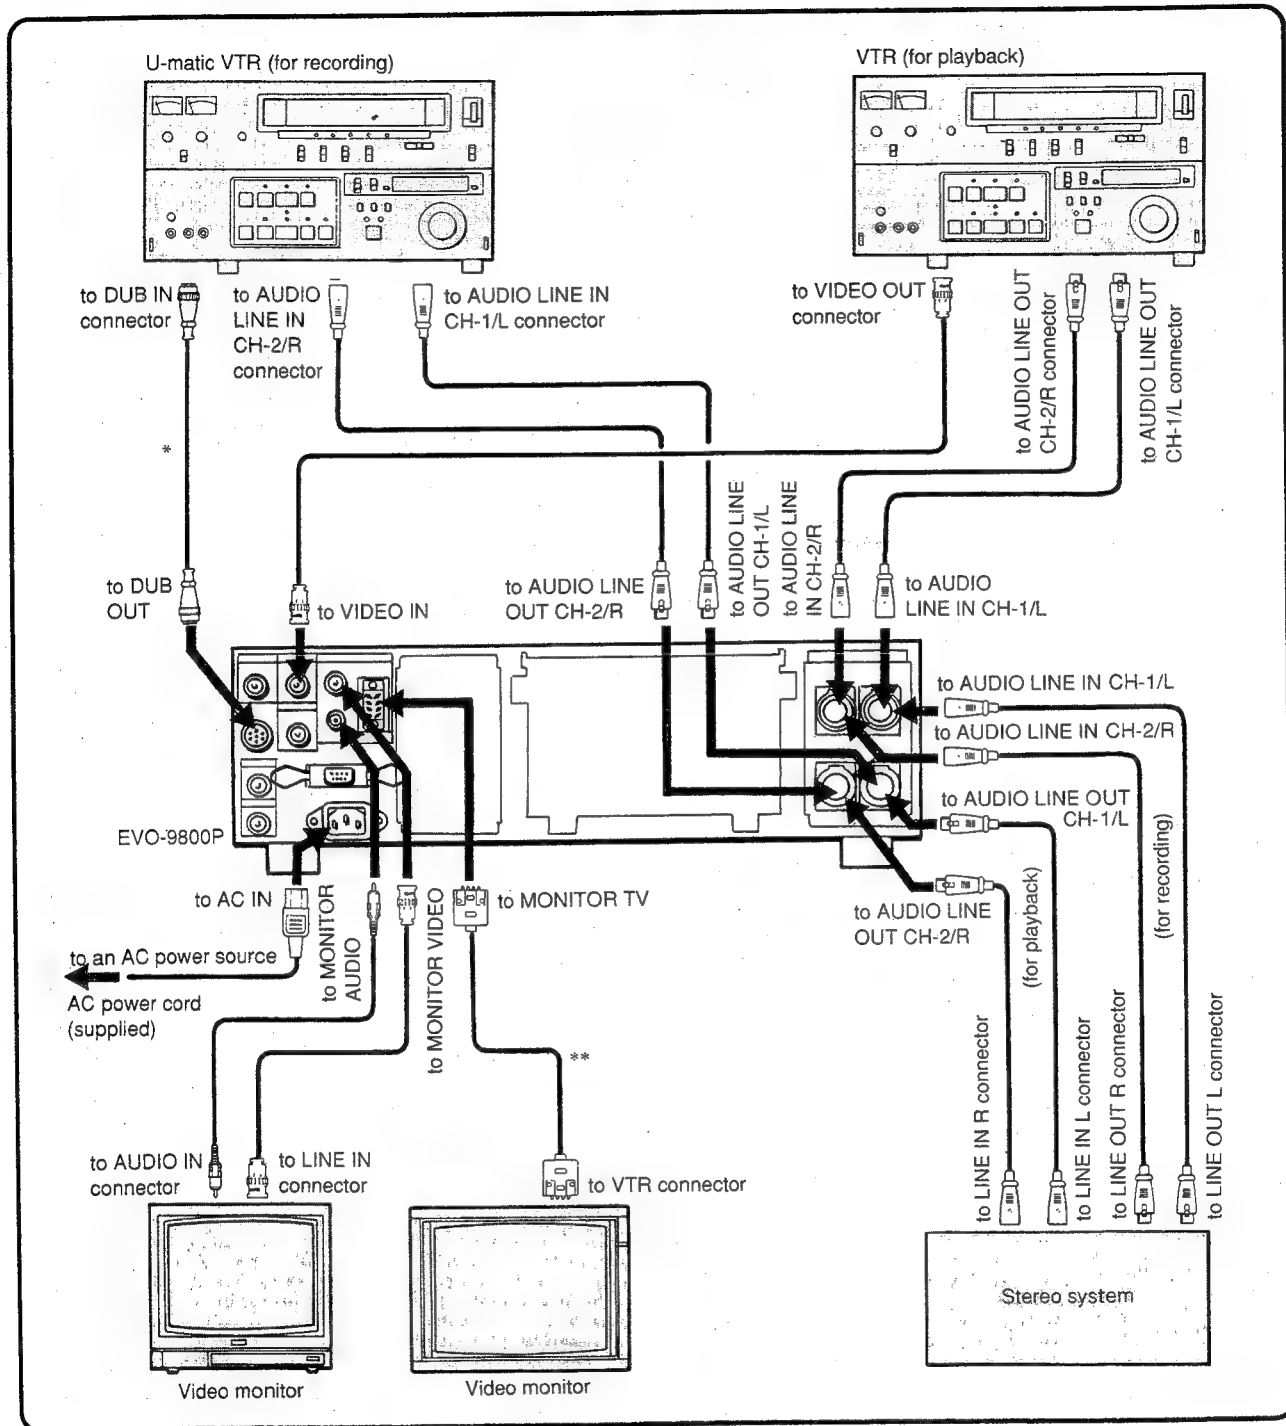 U-matic VTR (for recording)
VTR (for playback)
to DUB IN
connector
to AUDIO
LINE IN
CH-2/R
connector
to AUDIO LINE IN
CH-1/L connector
to VIDEO OUT
connector
to AUDIO LINE OUT
CH-2/R connector
to AUDIO LINE OUT
CH-1/L connector
*
to DUB
OUT
to VIDEO IN
to AUDIO LINE
OUT CH-2/R
to AUDIO LINE
OUT CH-1/L
to AUDIO LINE
IN CH-2/R
to AUDIO
LINE IN CH-1/L
to AUDIO LINE IN CH-1/L
to AUDIO LINE IN CH-2/R
to AUDIO LINE OUT
CH-1/L
EVO-9800P
to AC IN
to MONITOR
AUDIO
to MONITOR VIDEO
to MONITOR TV
to AUDIO LINE
OUT CH-2/R
(for playback)
(for recording)
to an AC power source
AC power cord
(supplied)
**
to AUDIO IN
connector
to LINE IN
connector
to VTR connector
to LINE IN R connector
to LINE IN L connector
to LINE OUT R connector
to LINE OUT L connector
Stereo system
Video monitor
Video monitor